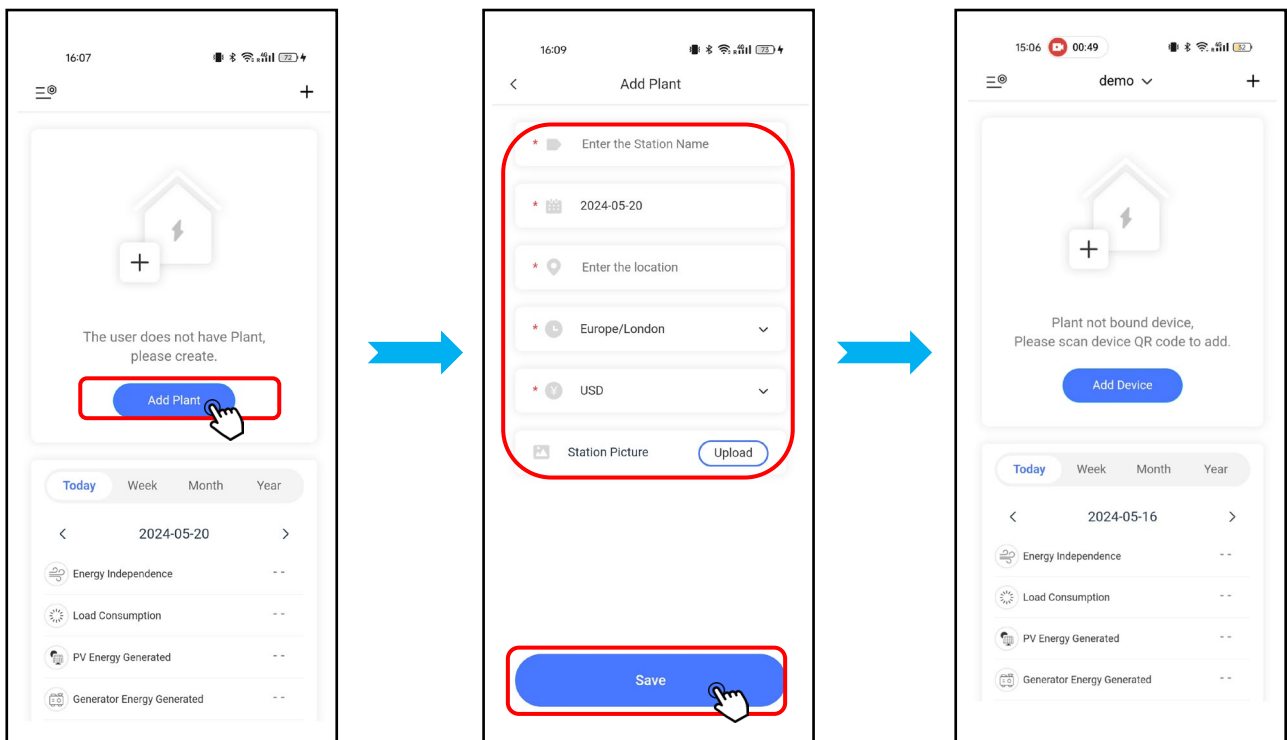 16:07
72
The user does not have Plant,
please create.
Add Plant
Today Week Month Year
2024-05-20
Energy Independence - -
Load Consumption - -
PV Energy Generated - -
Generator Energy Generated - -
16:09
73
Add Plant
* Enter the Station Name
* 2024-05-20
* Enter the location
* Europe/London
* USD
Station Picture Upload
Save
15:06 00:49
82
demo
Plant not bound device,
Please scan device QR code to add.
Add Device
Today Week Month Year
2024-05-16
Energy Independence - -
Load Consumption - -
PV Energy Generated - -
Generator Energy Generated - -